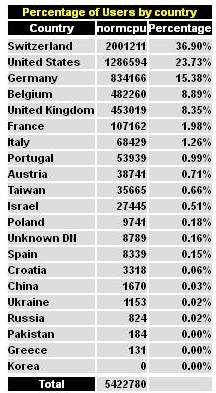 Percentage of Users by country
Country normcpu Percentage
Switzerland 2001211 36.90%
United States 1286594 23.73%
Germany 834166 15.38%
Belgium 482260 8.89%
United Kingdom 453019 8.35%
France 107162 1.98%
Italy 68429 1.26%
Portugal 53939 0.99%
Austria 38741 0.71%
Taiwan 35665 0.66%
Israel 27445 0.51%
Poland 9741 0.18%
Unknown DN 8789 0.16%
Spain 8339 0.15%
Croatia 3318 0.06%
China 1670 0.03%
Ukraine 1153 0.02%
Russia 824 0.02%
Pakistan 184 0.00%
Greece 131 0.00%
Korea 0 0.00%
Total 5422780